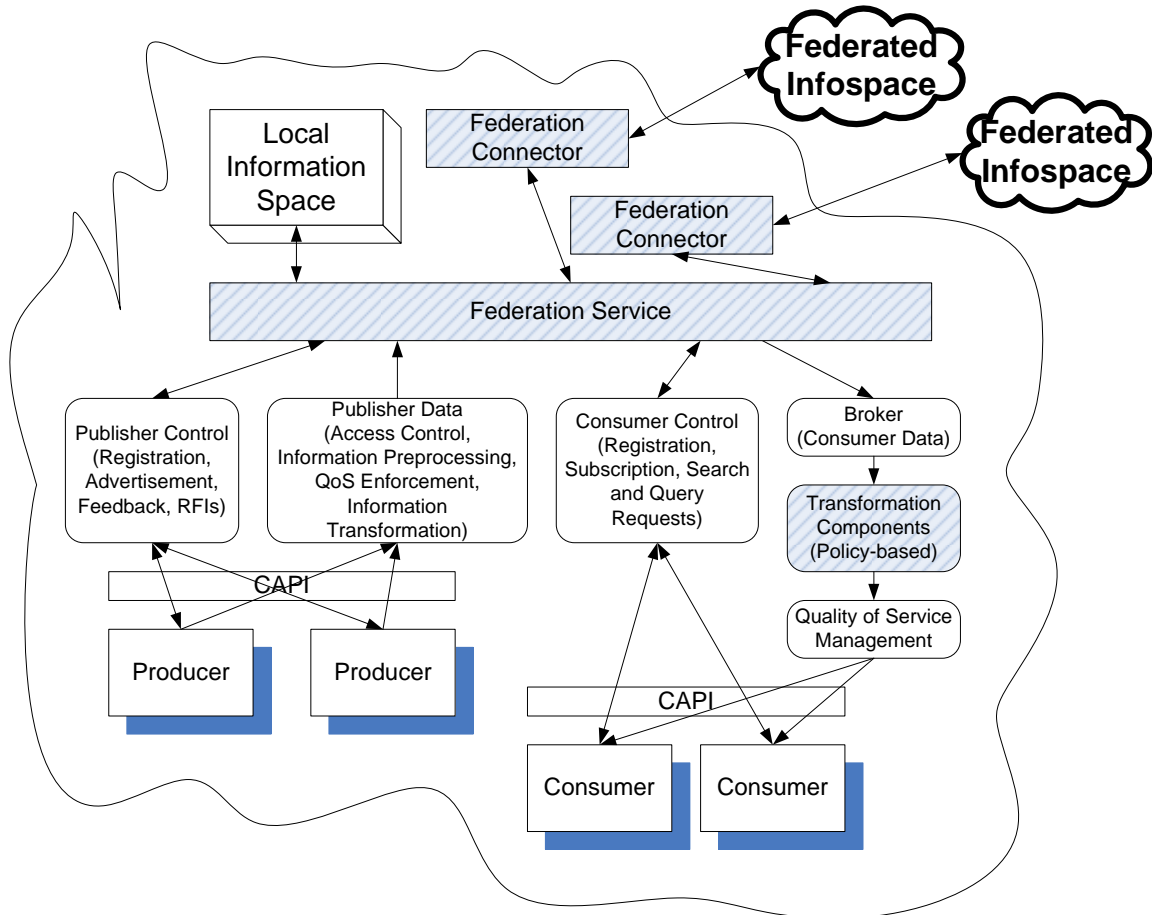 Federated
Infospace
Federated
Infospace
Local
Information
Space
Federation
Connector
Federation
Connector
Federation Service
Publisher Control
(Registration,
Advertisement,
Feedback, RFIs)
Publisher Data
(Access Control,
Information Preprocessing,
QoS Enforcement,
Information
Transformation)
Consumer Control
(Registration,
Subscription, Search
and Query
Requests)
Broker
(Consumer Data)
Transformation
Components
(Policy-based)
Quality of Service
Management
CAPI
Producer
Producer
CAPI
Consumer
Consumer